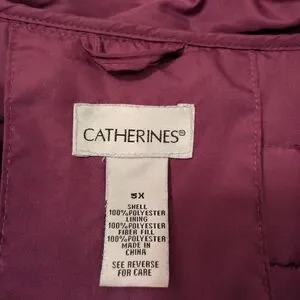 CATHERINES®
5X
SHELL
100%POLYESTER
LINING
100%POLYESTER
FIBER FILL
100%POLYESTER
MADE IN
CHINA
SEE REVERSE
FOR CARE